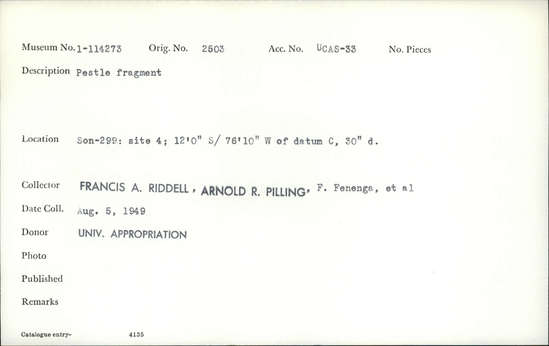 Museum No. 1-114273 Orig. No. 2603 Acc. No. UCAS-33 No. Pieces
Description Pestle fragment
Location Son-299: site 4; 12'0" S/ 76'10" W of datum C, 30" d.
Collector FRANCIS A. RIDDELL, ARNOLD R. PILLING, F. Fenenga, et al
Date Coll. Aug. 5, 1949
Donor UNIV. APPROPRIATION
Photo
Published
Remarks
Catalogue entry- 4135